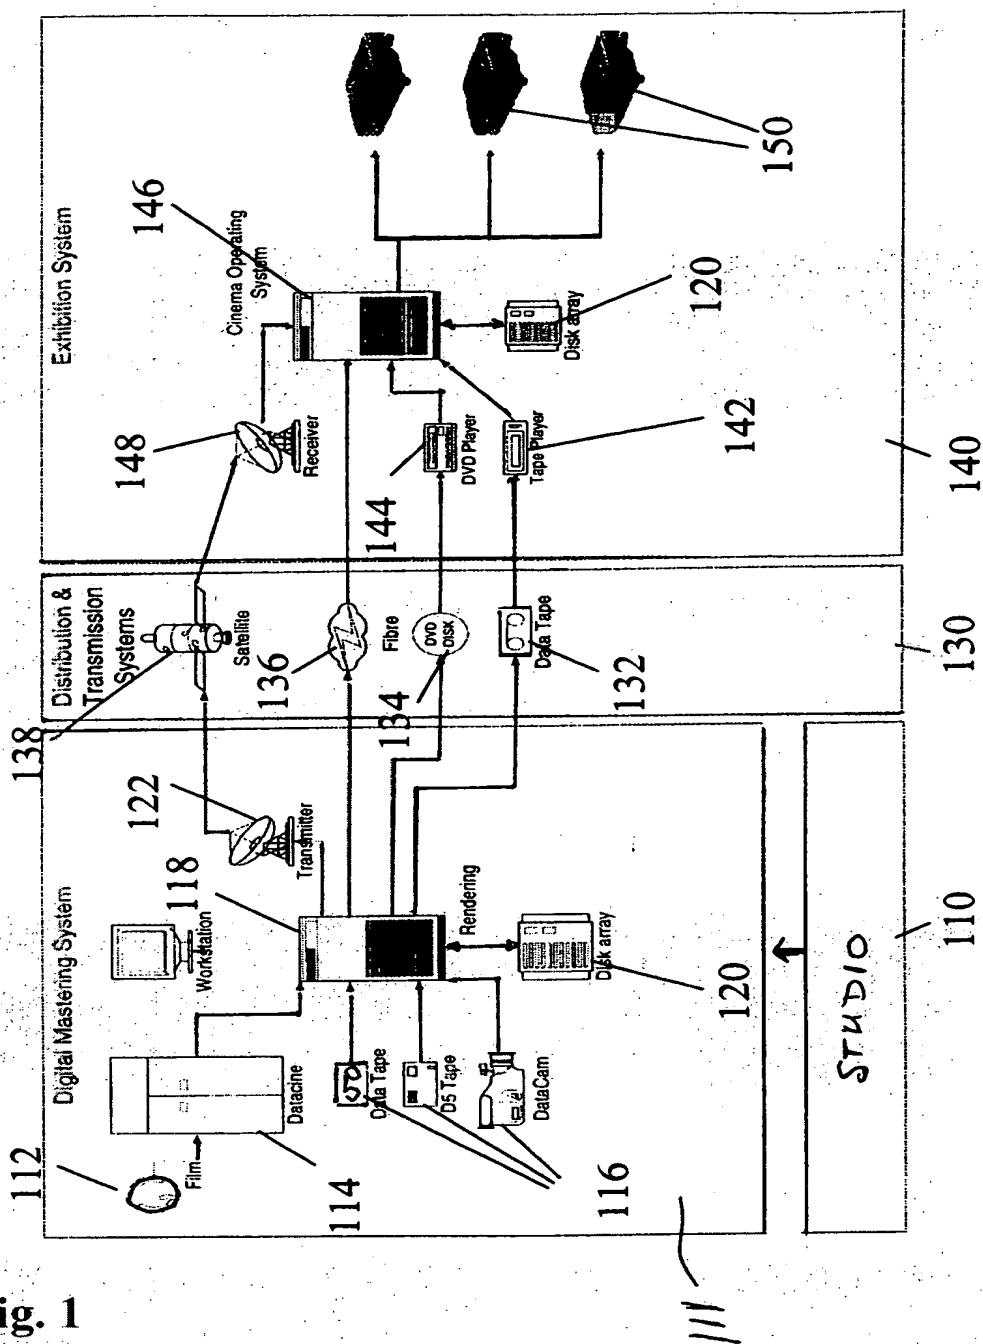 Exhibition System
Cinema Operating
System
146
148
Receiver
144
DVD Player
Tape Player
142
Disk array
120
150
140
Distribution &
Transmission
Systems
138
Satellite
136
Fibre
DVD
DISK
134
Data Tape
132
130
Digital Mastering System
112
Film
Datacine
114
Workstation
118
122
Transmitter
Data Tape
D5 Tape
DataCam
116
Rendering
Disk array
120
STUDIO
110
111
ig. 1